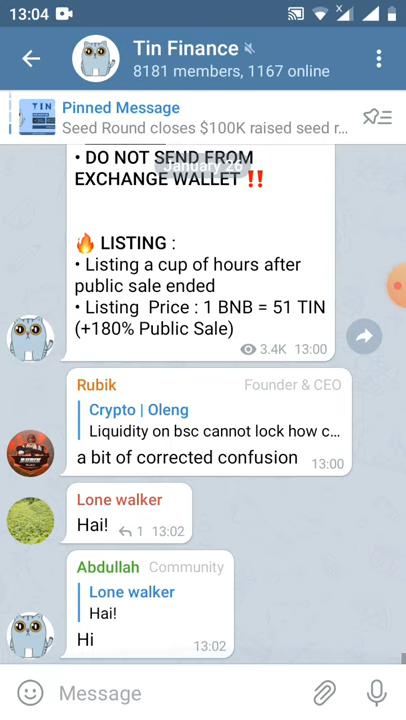 13:04
Tin Finance
8181 members, 1167 online
TIN
Pinned Message
Seed Round closes $100K raised seed r...
• DO NOT SEND FROM
EXCHANGE WALLET ‼️
January 26
🔥 LISTING :
• Listing a cup of hours after
public sale ended
• Listing Price : 1 BNB = 51 TIN
(+180% Public Sale)
3.4K 13:00
Rubik Founder & CEO
Crypto | Oleng
Liquidity on bsc cannot lock how c...
a bit of corrected confusion 13:00
Lone walker
Hai! 1 13:02
Abdullah Community
Lone walker
Hai!
Hi 13:02
Message